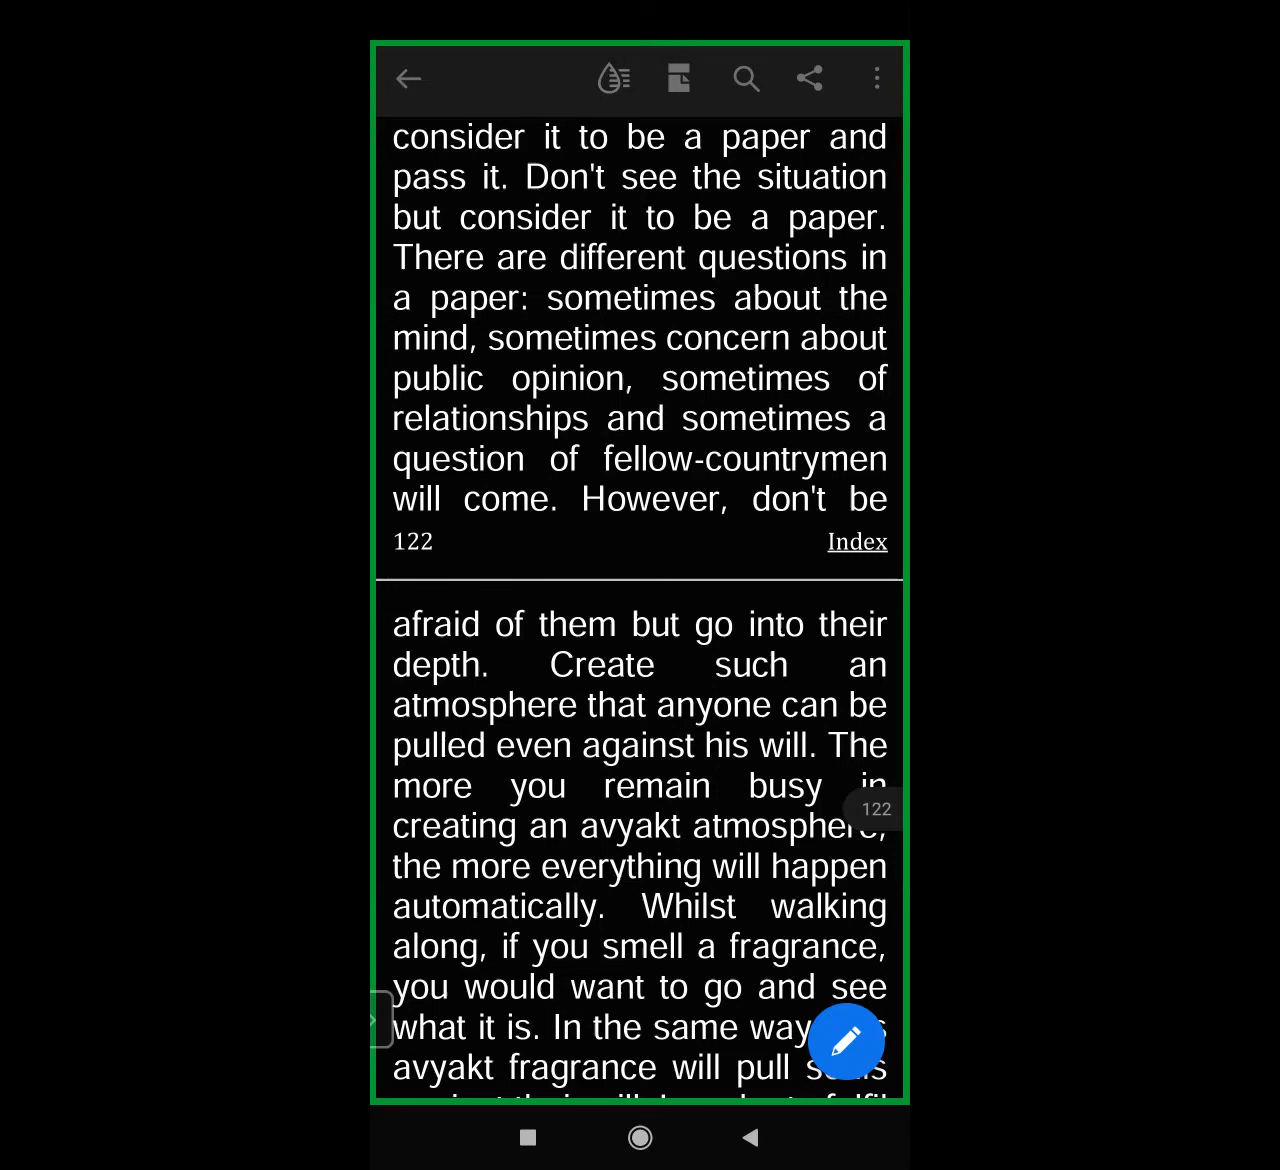 consider it to be a paper and
pass it. Don't see the situation
but consider it to be a paper.
There are different questions in
a paper: sometimes about the
mind, sometimes concern about
public opinion, sometimes of
relationships and sometimes a
question of fellow-countrymen
will come. However, don't be
122 Index
afraid of them but go into their
depth. Create such an
atmosphere that anyone can be
pulled even against his will. The
more you remain busy in
122
creating an avyakt atmosphere,
the more everything will happen
automatically. Whilst walking
along, if you smell a fragrance,
you would want to go and see
what it is. In the same way
avyakt fragrance will pull souls